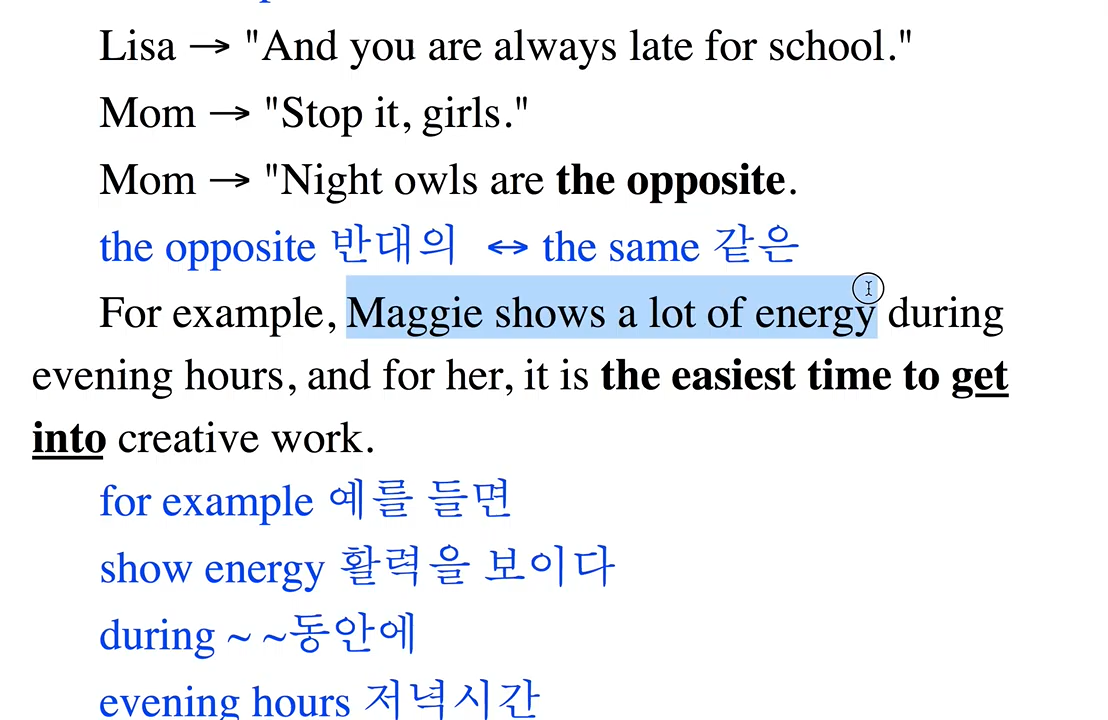 Lisa → "And you are always late for school."
Mom → "Stop it, girls."
Mom → "Night owls are the opposite.
the opposite 반대의 ↔ the same 같은
For example, Maggie shows a lot of energy during
evening hours, and for her, it is the easiest time to get
into creative work.
for example 예를 들면
show energy 활력을 보이다
during ~ ~동안에
evening hours 저녁시간